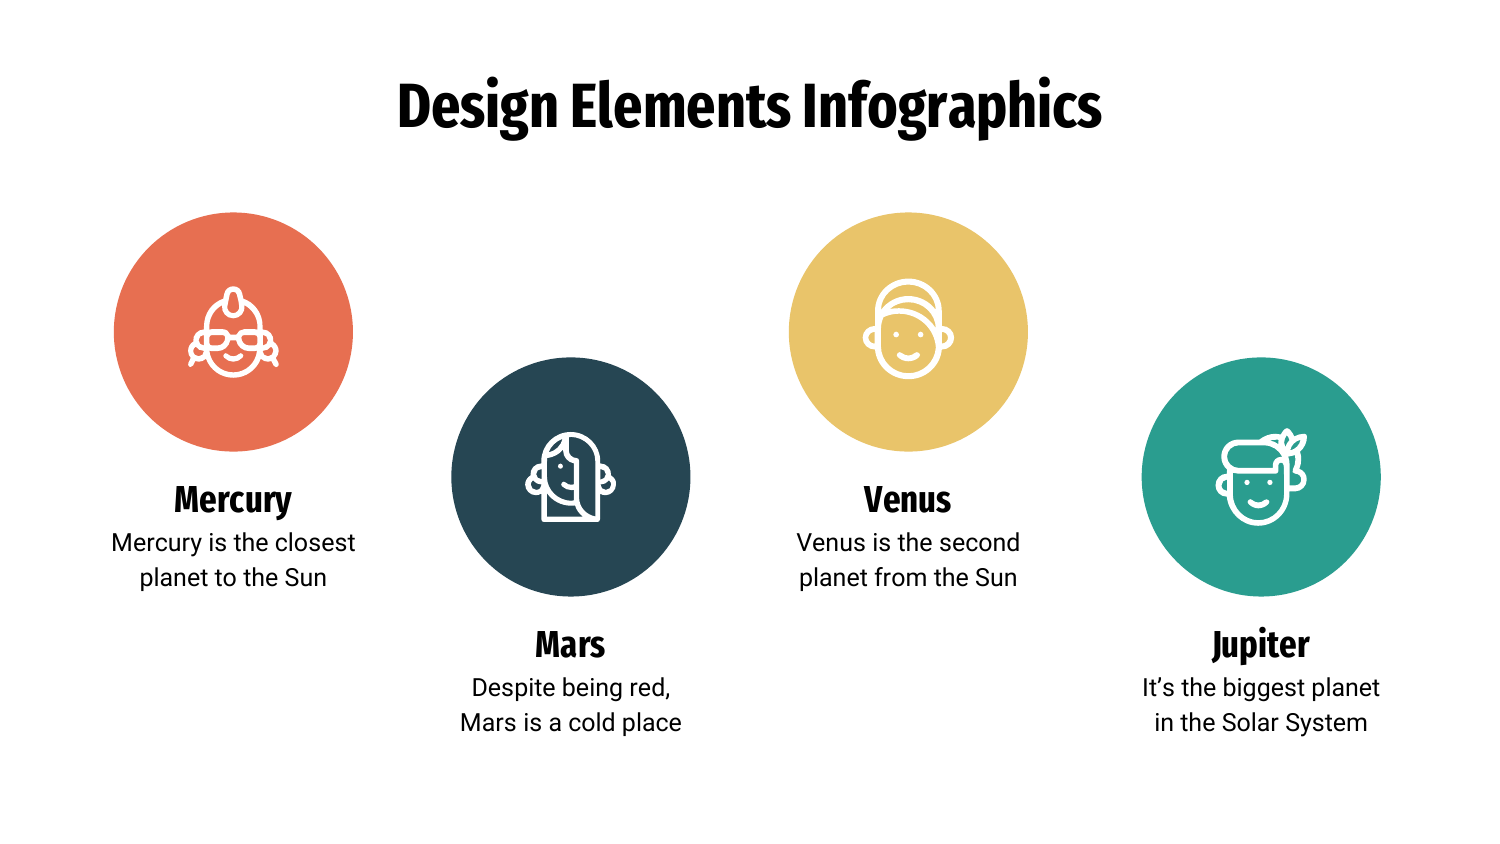 Design Elements Infographics
Mercury
Mercury is the closest
planet to the Sun
Mars
Despite being red,
Mars is a cold place
Venus
Venus is the second
planet from the Sun
Jupiter
It’s the biggest planet
in the Solar System